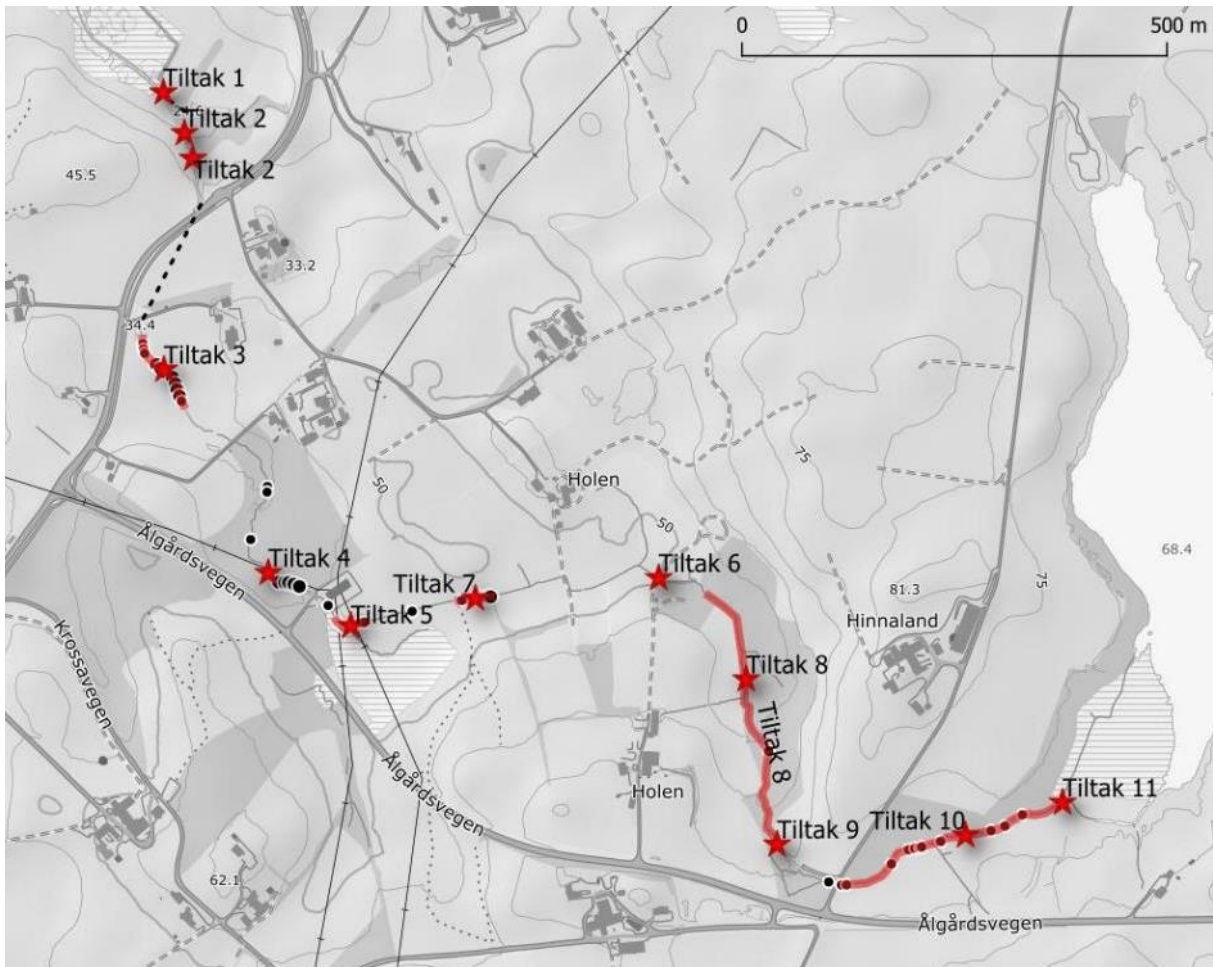 0 500 m
Tiltak 1
Tiltak 2
Tiltak 2
45.5
33.2
34.4
Tiltak 3
75
50
Holen
50
Ålgårdsvegen
Tiltak 4
Tiltak 6
68.4
Tiltak 7
75
81.3
Tiltak 5
Hinnaland
Krossavegen
Tiltak 8
Tiltak 8
Ålgårdsvegen
Holen
Tiltak 11
Tiltak 10
Tiltak 9
62.1
Ålgårdsvegen